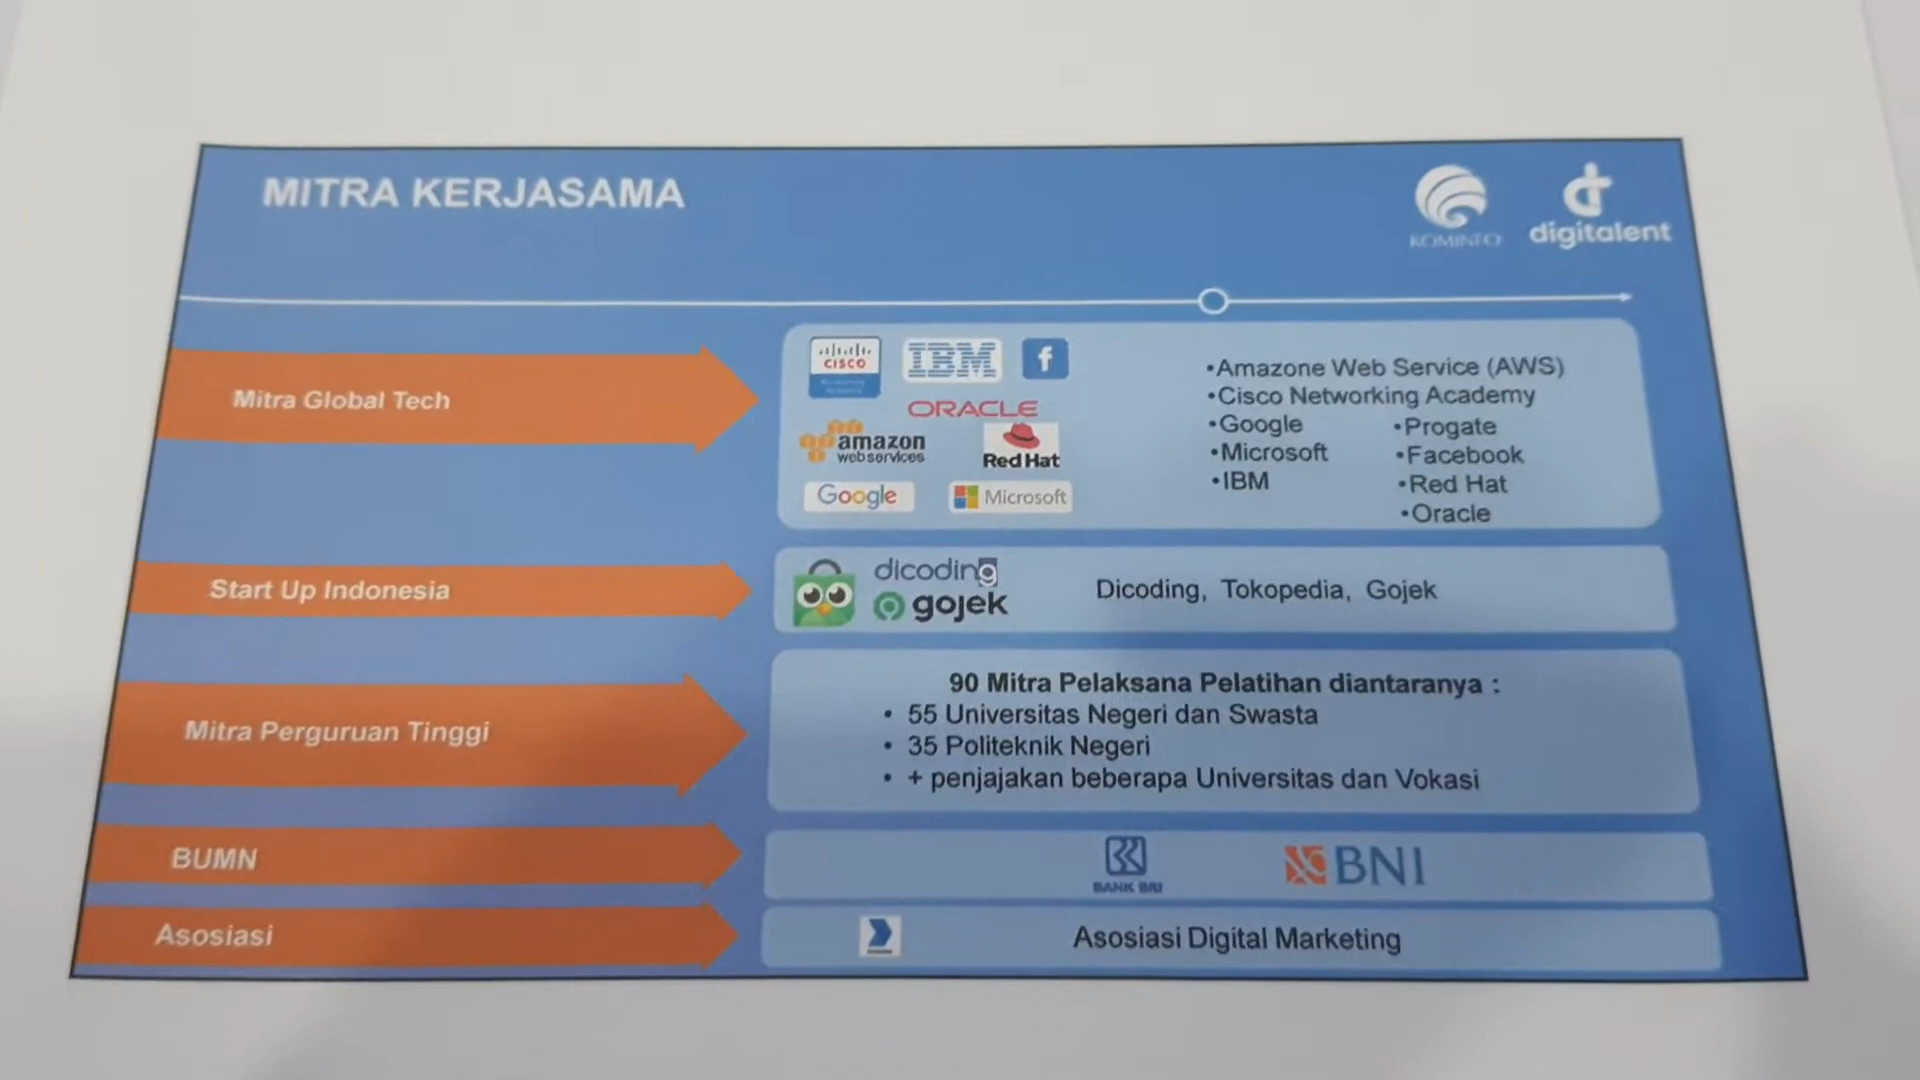 MITRA KERJASAMA
KOMINFO
digitalent
Mitra Global Tech
CISCO
IBM
f
ORACLE
amazon
webservices
Red Hat
Google
Microsoft
•Amazone Web Service (AWS)
•Cisco Networking Academy
•Google
•Microsoft
•IBM
•Progate
•Facebook
•Red Hat
•Oracle
Start Up Indonesia
dicoding
gojek
Dicoding, Tokopedia, Gojek
Mitra Perguruan Tinggi
90 Mitra Pelaksana Pelatihan diantaranya :
• 55 Universitas Negeri dan Swasta
• 35 Politeknik Negeri
• + penjajakan beberapa Universitas dan Vokasi
BUMN
BANK BRI
BNI
Asosiasi
Asosiasi Digital Marketing